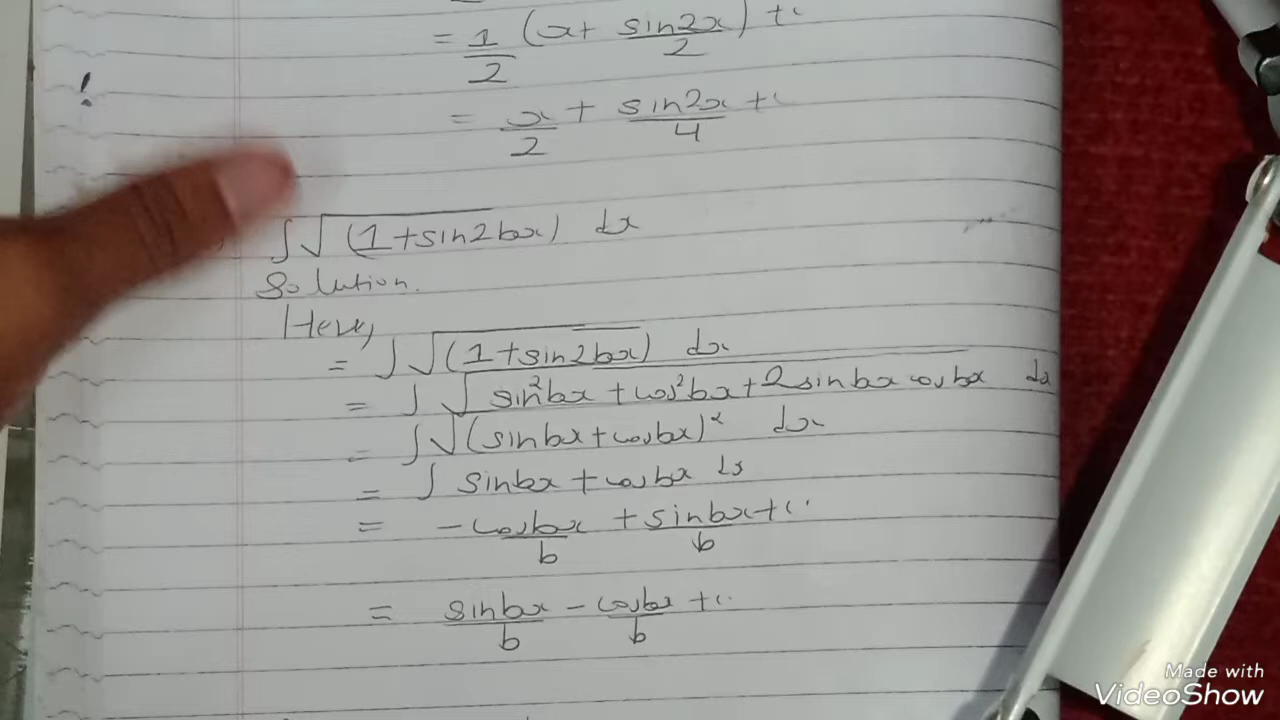 = 1/2 (x + sin2x/2) + c
!
= x/2 + sin2x/4 + c
∫√(1+sin2bx) dx
Solution.
Here,
= ∫√(1+sin2bx) dx
= ∫√sin²bx + cos²bx + 2sinbx cosbx dx
= ∫√(sinbx+cosbx)² dx
= ∫ sinbx + cosbx dx
= -cosbx/b + sinbx/b + c.
= sinbx/b - cosbx/b + c.
Made with
VideoShow